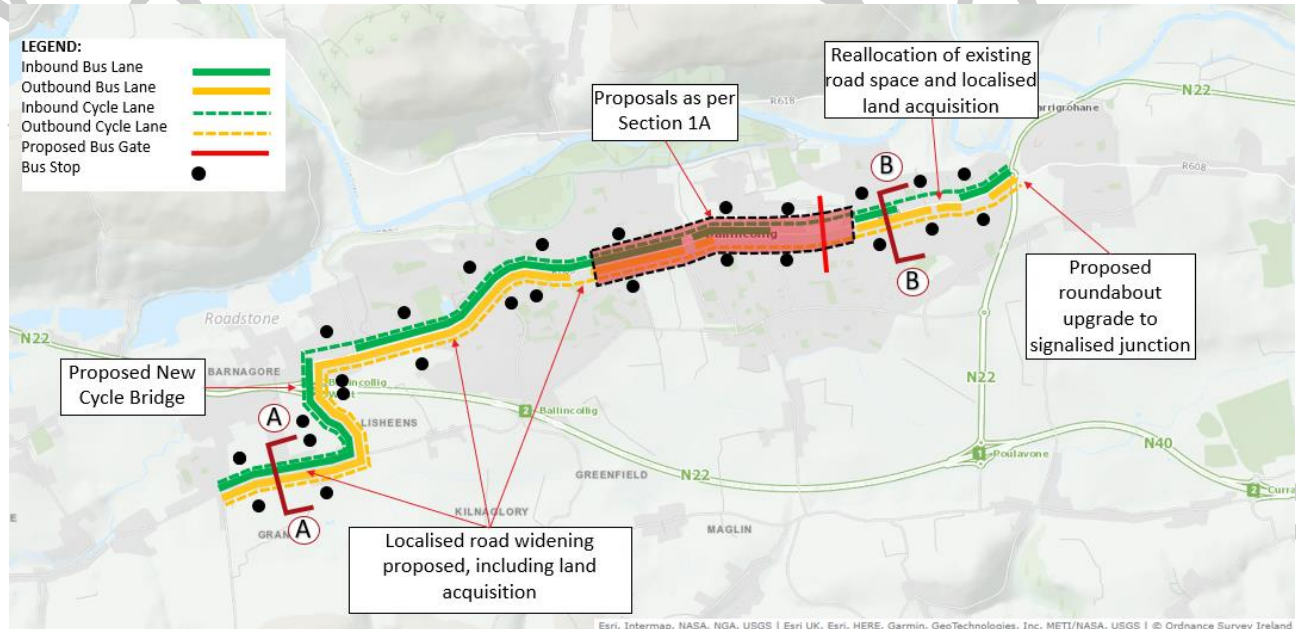 LEGEND:
Inbound Bus Lane
Outbound Bus Lane
Inbound Cycle Lane
Outbound Cycle Lane
Proposed Bus Gate
Bus Stop
Reallocation of existing
road space and localised
land acquisition
Proposals as per
Section 1A
N22
R618
arrigrohane
R608
B
B
Proposed
roundabout
upgrade to
signalised junction
Roadstone
N22
BARNAGORE
Proposed New
Cycle Bridge
Ballincollig
West
A
LISHEENS
2 Ballincollig
N22
N22
GREENFIELD
1 Poulavone
N40
2 Curra
KILNAGLORY
MAGLIN
A
GRAN
Localised road widening
proposed, including land
acquisition
Esri, Intermap, NASA, NGA, USGS | Esri UK, Esri, HERE, Garmin, GeoTechnologies, Inc, METI/NASA, USGS | © Ordnance Survey Ireland